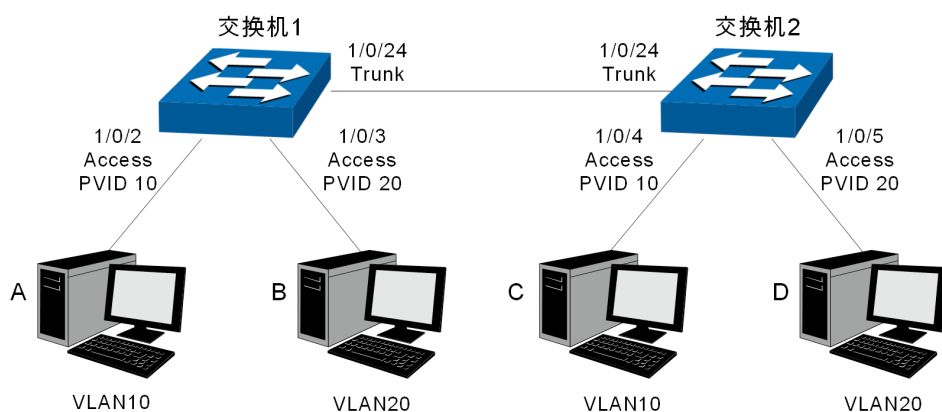 交换机1
交换机2
1/0/24
Trunk
1/0/24
Trunk
1/0/2
Access
PVID 10
1/0/3
Access
PVID 20
1/0/4
Access
PVID 10
1/0/5
Access
PVID 20
A
B
C
D
VLAN10
VLAN20
VLAN10
VLAN20